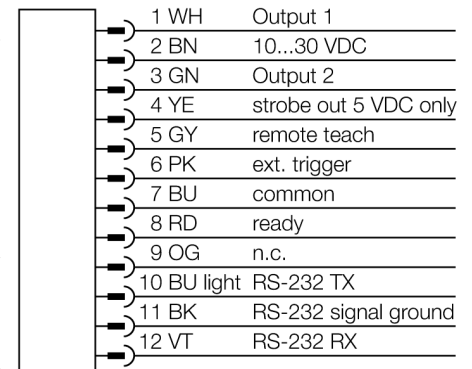 1 WH Output 1
2 BN 10...30 VDC
3 GN Output 2
4 YE strobe out 5 VDC only
5 GY remote teach
6 PK ext. trigger
7 BU common
8 RD ready
9 OG n.c.
10 BU light RS-232 TX
11 BK RS-232 signal ground
12 VT RS-232 RX